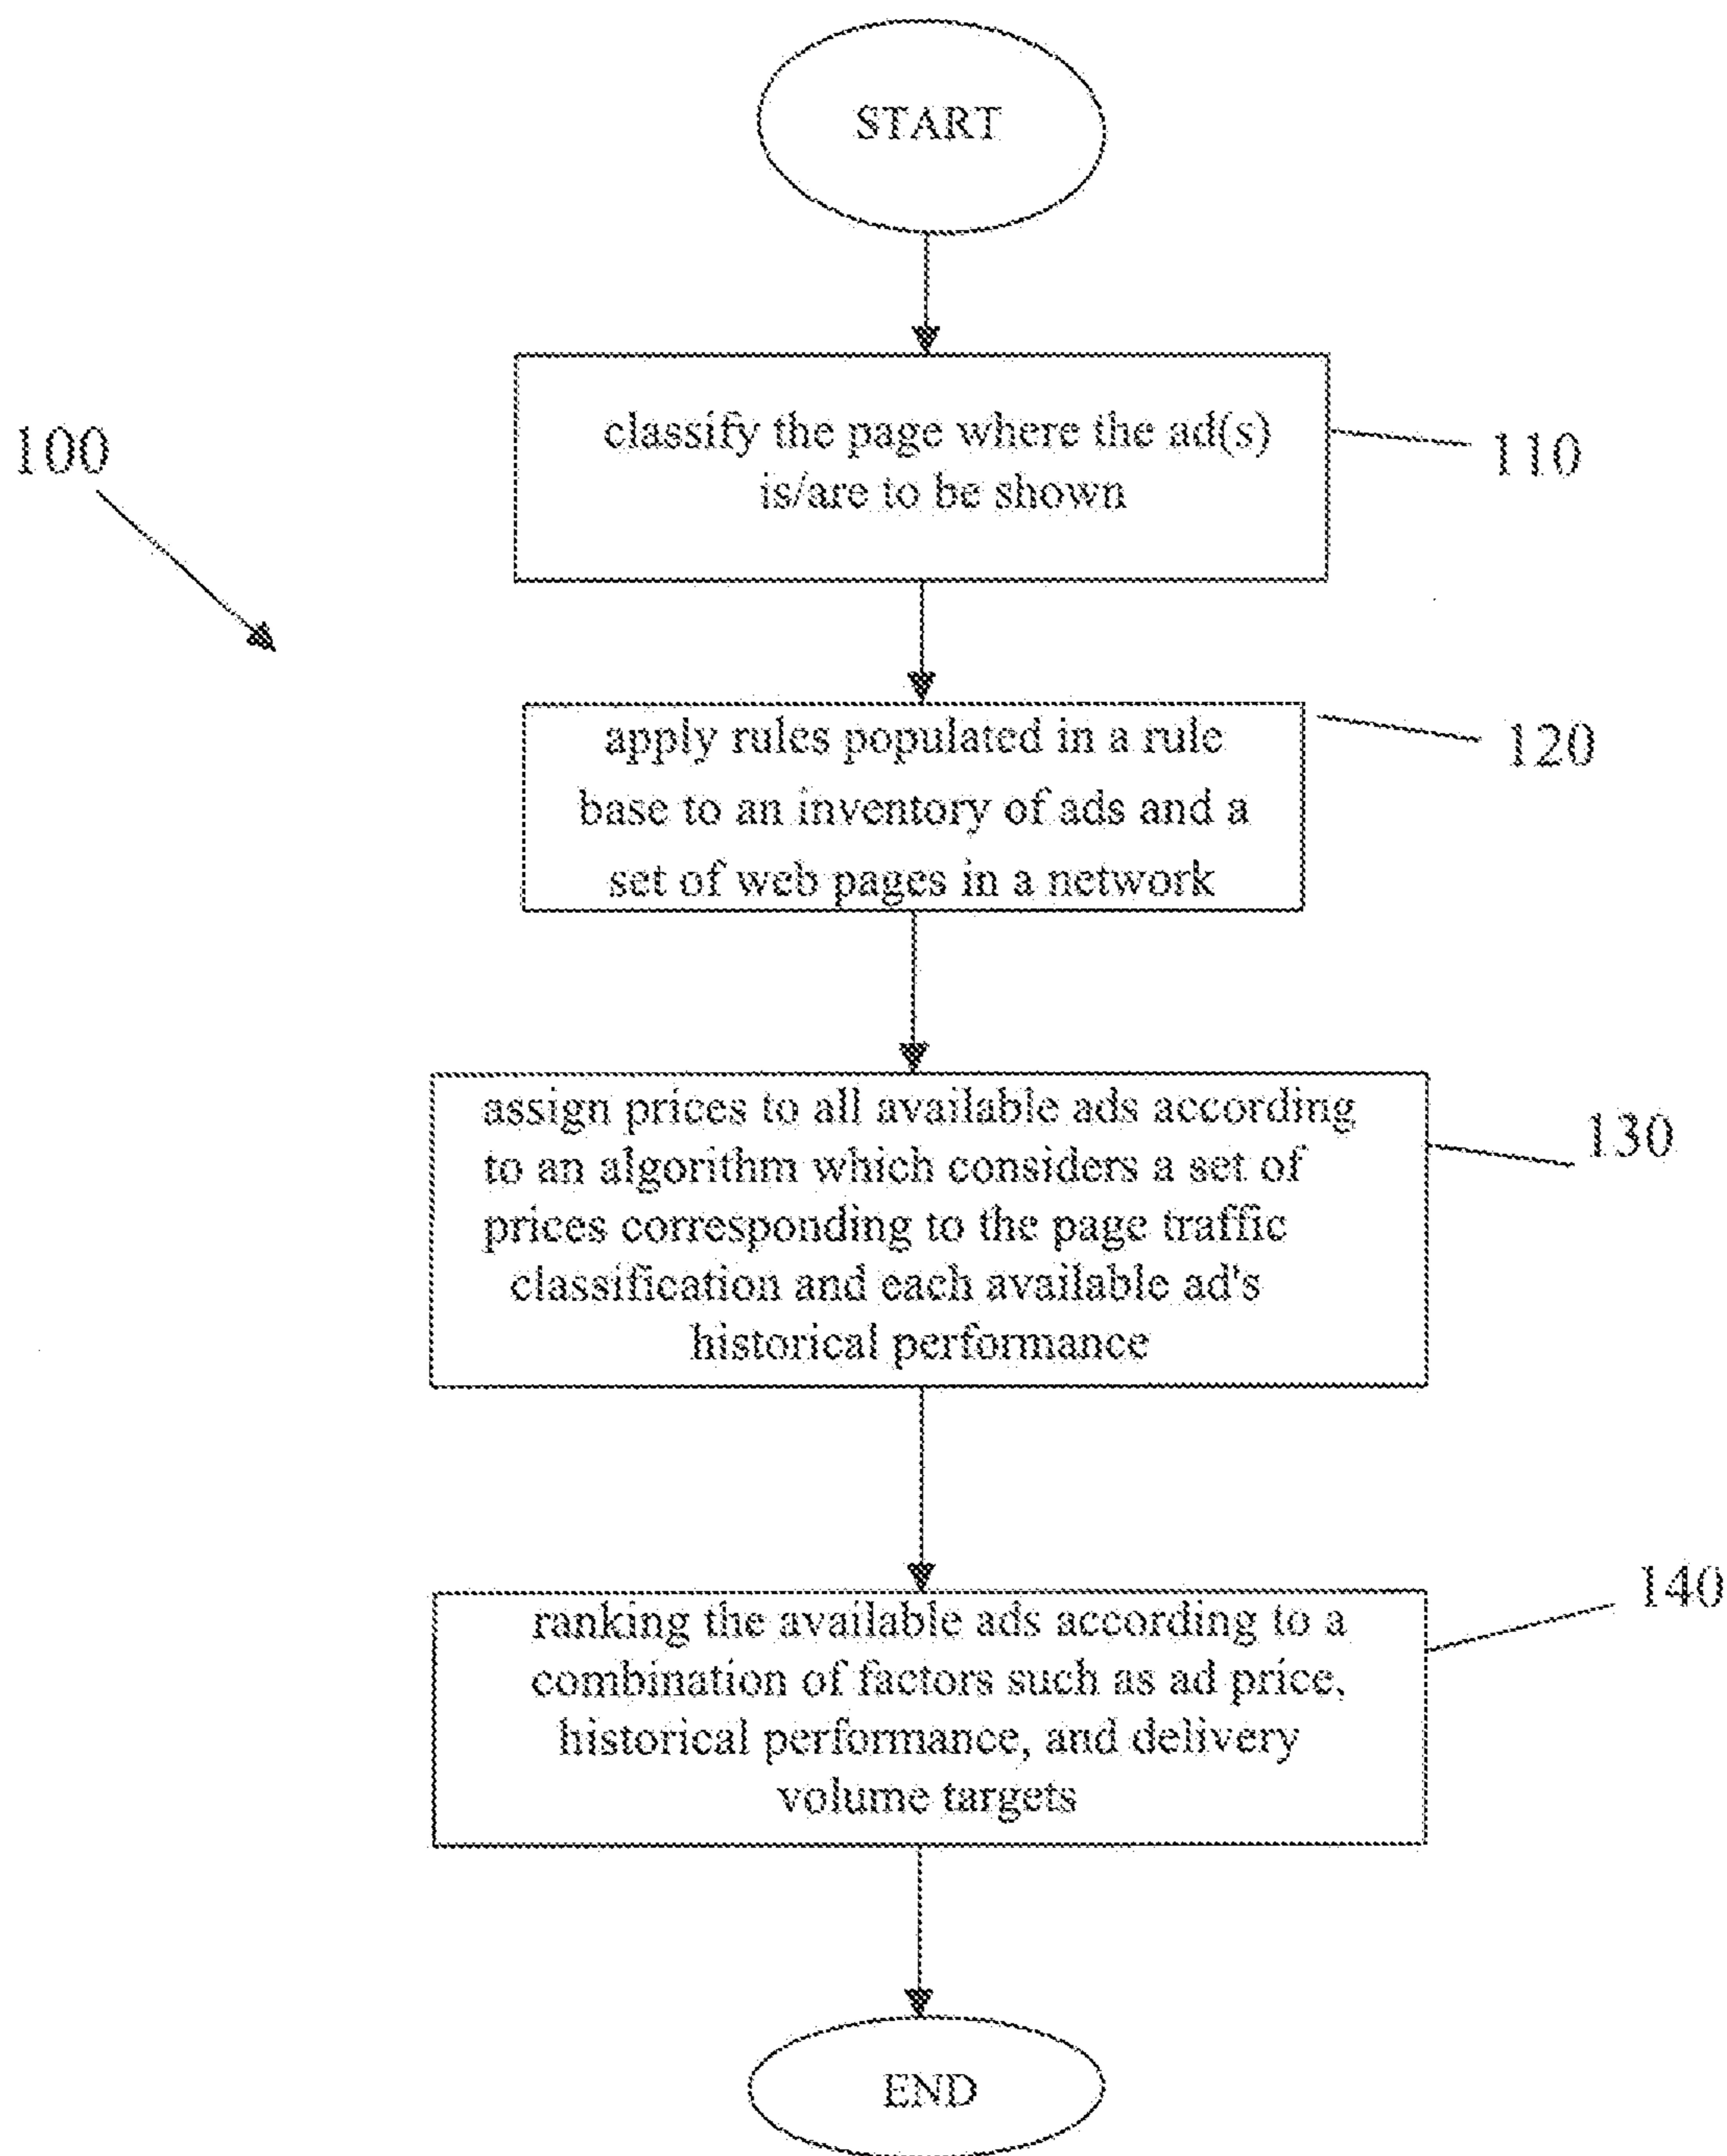 START
100
classify the page where the ad(s)
is/are to be shown
110
apply rules populated in a rule
base to an inventory of ads and a
set of web pages in a network
120
assign prices to all available ads according
to an algorithm which considers a set of
prices corresponding to the page traffic
classification and each available ad's
historical performance
130
ranking the available ads according to a
combination of factors such as ad price,
historical performance, and delivery
volume targets
140
END